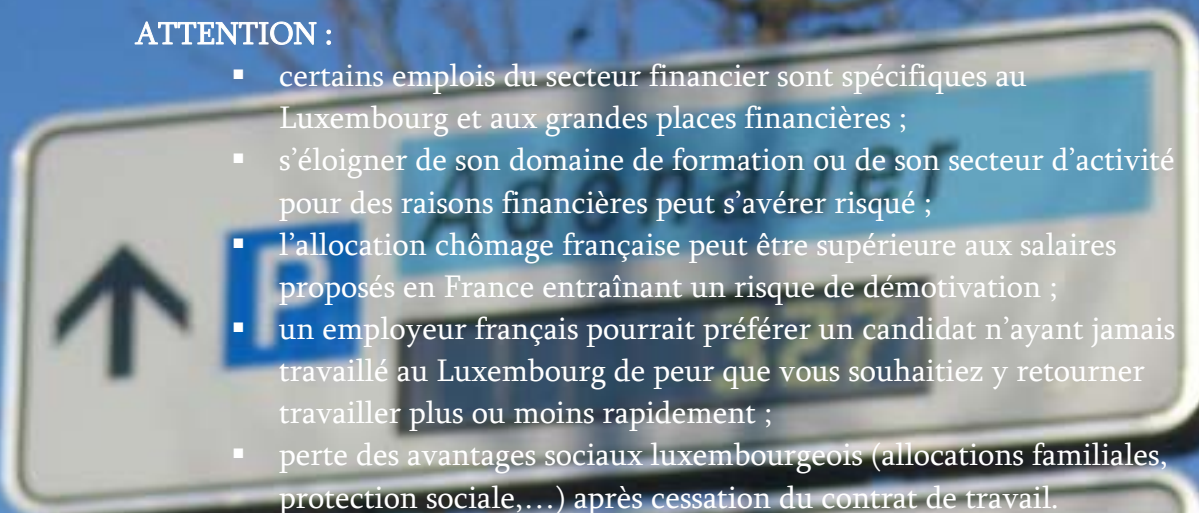 ATTENTION :
▪ certains emplois du secteur financier sont spécifiques au
Luxembourg et aux grandes places financières ;
▪ s’éloigner de son domaine de formation ou de son secteur d’activité
pour des raisons financières peut s’avérer risqué ;
▪ l’allocation chômage française peut être supérieure aux salaires
proposés en France entraînant un risque de démotivation ;
▪ un employeur français pourrait préférer un candidat n’ayant jamais
travaillé au Luxembourg de peur que vous souhaitiez y retourner
travailler plus ou moins rapidement ;
▪ perte des avantages sociaux luxembourgeois (allocations familiales,
protection sociale,…) après cessation du contrat de travail.
P
Adenauer
327